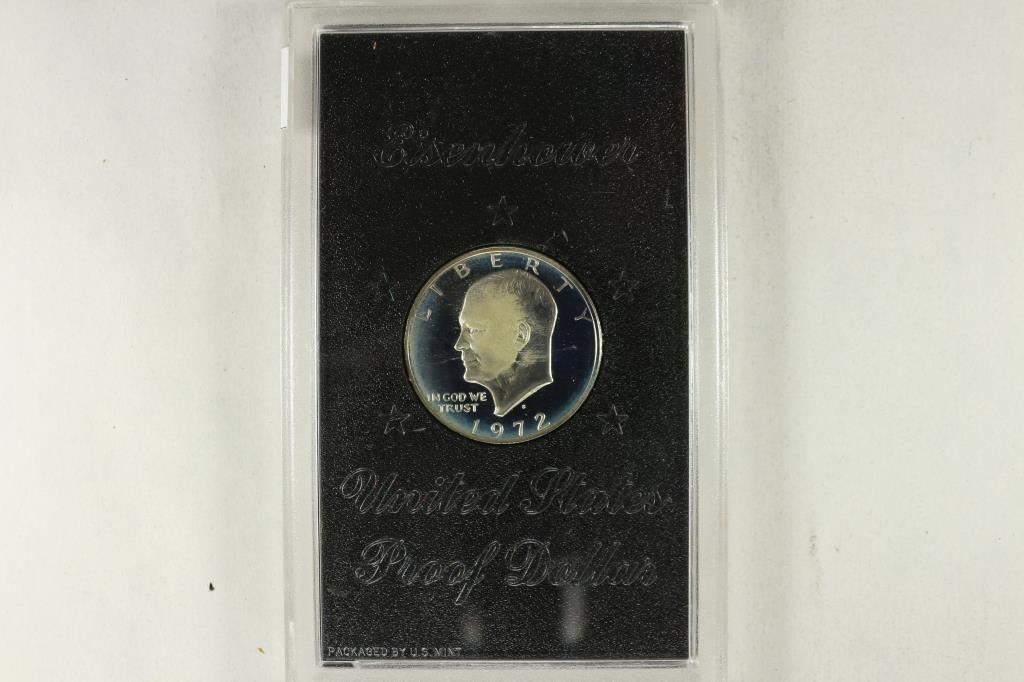 Eisenhower
LIBERTY
IN GOD WE
TRUST
S
1972
United States
Proof Dollar
PACKAGED BY U.S. MINT